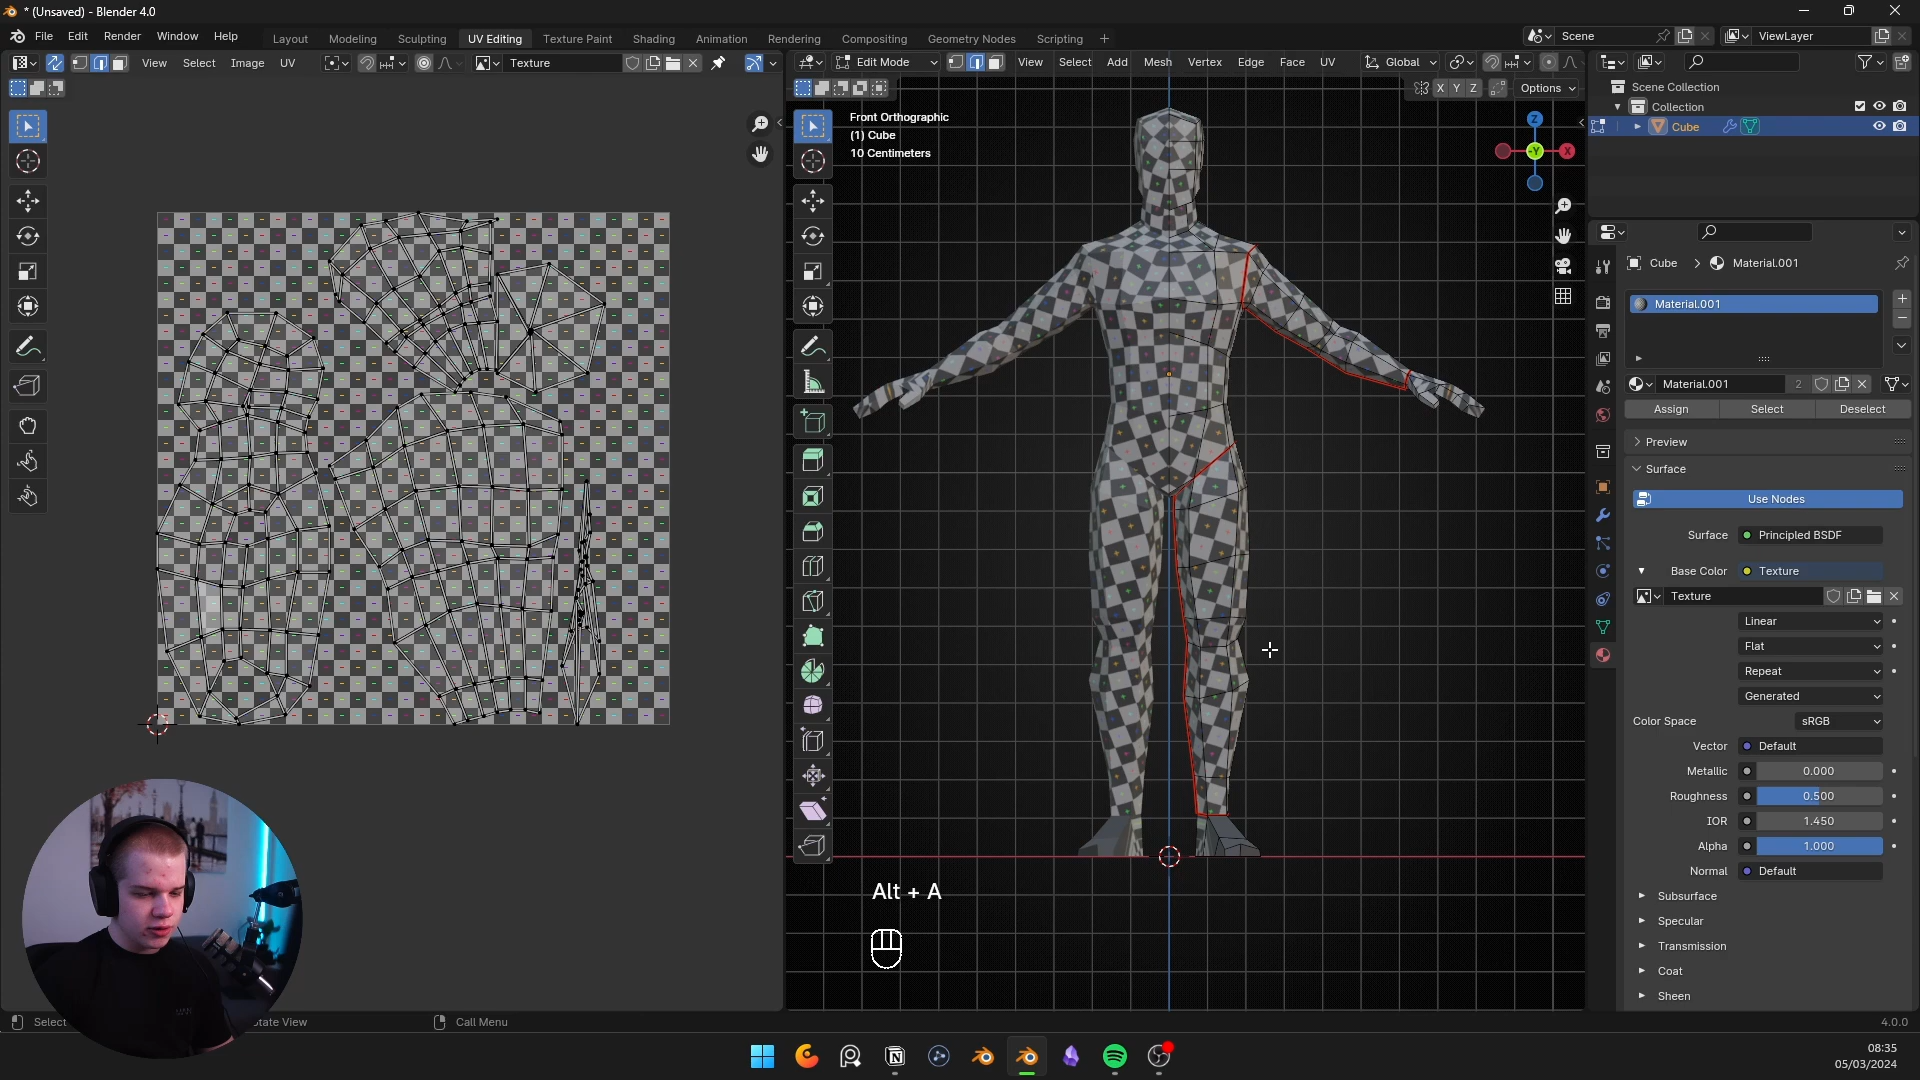 * (Unsaved) - Blender 4.0
File Edit Render Window Help
Layout Modeling Sculpting UV Editing Texture Paint Shading Animation Rendering Compositing Geometry Nodes Scripting +
Scene
ViewLayer
View Select Image UV
Texture
Edit Mode
View Select Add Mesh Vertex Edge Face UV
Global
X Y Z
Options
Front Orthographic
(1) Cube
10 Centimeters
Z
-Y
X
Scene Collection
Collection
Cube
Cube > Material.001
Material.001
Material.001 2
Assign Select Deselect
Preview
Surface
Use Nodes
Surface Principled BSDF
Base Color Texture
Texture
Linear
Flat
Repeat
Generated
Color Space sRGB
Vector Default
Metallic 0.000
Roughness 0.500
IOR 1.450
Alpha 1.000
Normal Default
Subsurface
Specular
Transmission
Coat
Sheen
Alt + A
Select
View
Call Menu
4.0.0
08:35
05/03/2024